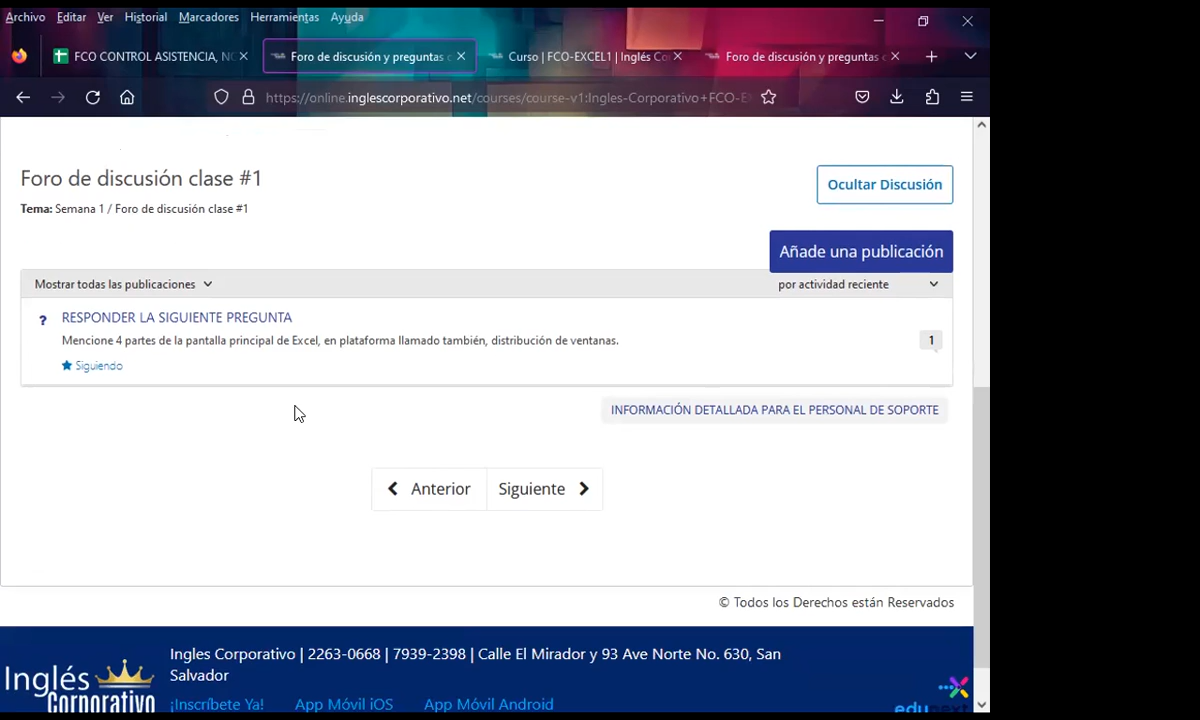 Archivo Editar Ver Historial Marcadores Herramientas Ayuda
FCO CONTROL ASISTENCIA, NO Foro de discusión y preguntas Curso | FCO-EXCEL1 | Inglés Co Foro de discusión y preguntas
https://online.inglescorporativo.net/courses/course-v1:Ingles-Corporativo+FCO-E
Foro de discusión clase #1
Ocultar Discusión
Tema: Semana 1 / Foro de discusión clase #1
Añade una publicación
Mostrar todas las publicaciones por actividad reciente
? RESPONDER LA SIGUIENTE PREGUNTA
Mencione 4 partes de la pantalla principal de Excel, en plataforma llamado también, distribución de ventanas.
1
Siguiendo
INFORMACIÓN DETALLADA PARA EL PERSONAL DE SOPORTE
Anterior Siguiente
© Todos los Derechos están Reservados
Ingles Corporativo | 2263-0668 | 7939-2398 | Calle El Mirador y 93 Ave Norte No. 630, San
Salvador
Inglés
Corporativo
¡Inscríbete Ya! App Móvil iOS App Móvil Android